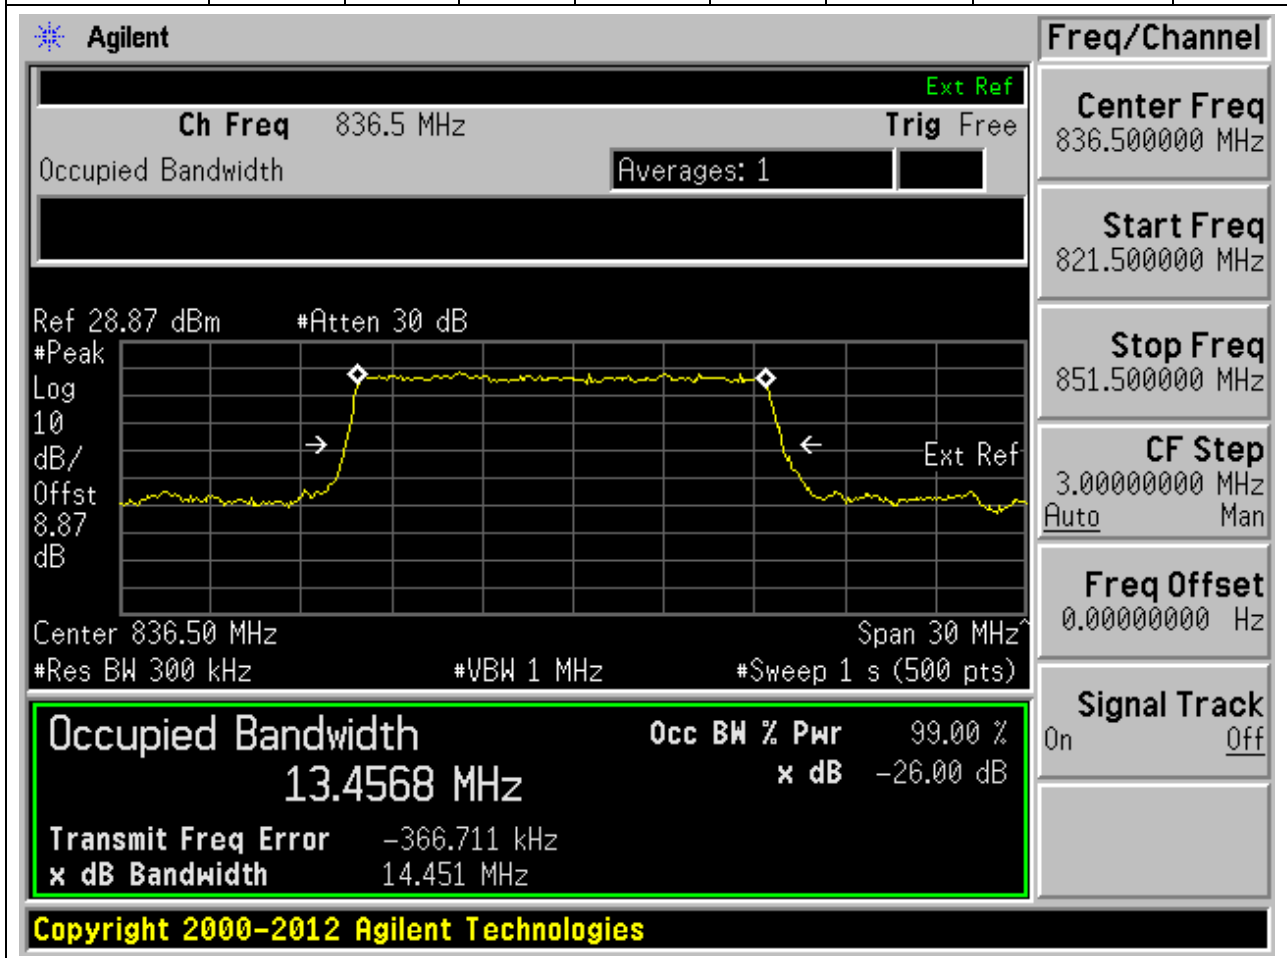 Agilent
Freq/Channel
Ext Ref
Ch Freq 836.5 MHz Trig Free
Occupied Bandwidth Averages: 1
Ref 28.87 dBm #Atten 30 dB
#Peak
Log
10
dB/
Offst
8.87
dB
Ext Ref
Center 836.50 MHz Span 30 MHz^
#Res BW 300 kHz #VBW 1 MHz #Sweep 1 s (500 pts)
Occupied Bandwidth Occ BW % Pwr 99.00 %
13.4568 MHz x dB -26.00 dB
Transmit Freq Error -366.711 kHz
x dB Bandwidth 14.451 MHz
Copyright 2000-2012 Agilent Technologies
Center Freq
836.500000 MHz
Start Freq
821.500000 MHz
Stop Freq
851.500000 MHz
CF Step
3.00000000 MHz
Auto Man
Freq Offset
0.00000000 Hz
Signal Track
On Off